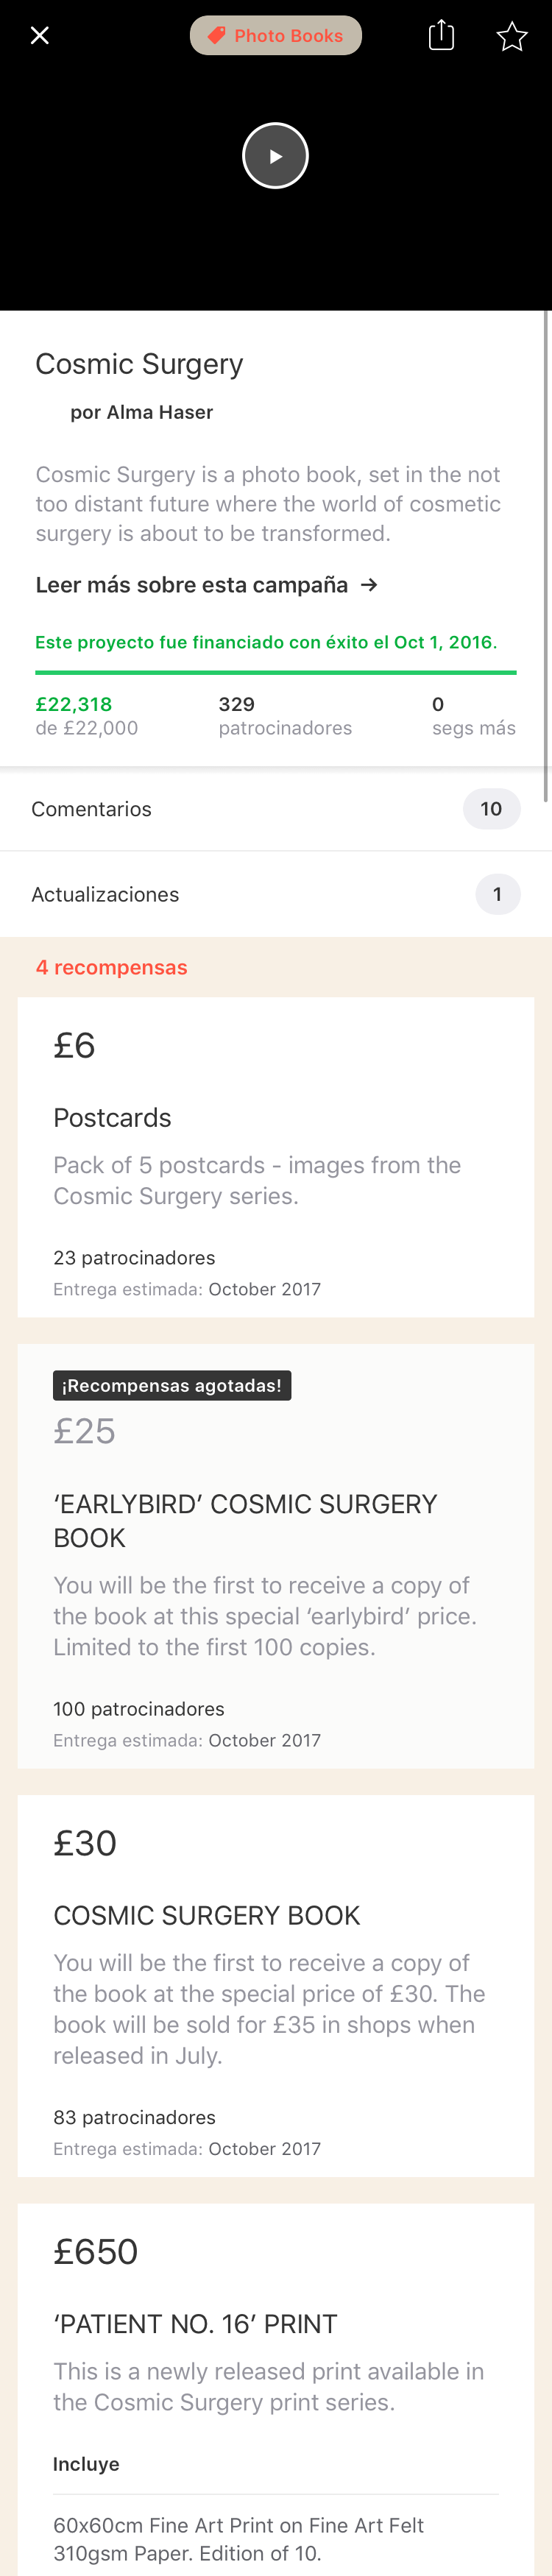 Photo Books
Cosmic Surgery
por Alma Haser
Cosmic Surgery is a photo book, set in the not
too distant future where the world of cosmetic
surgery is about to be transformed.
Leer más sobre esta campaña →
Este proyecto fue financiado con éxito el Oct 1, 2016.
£22,318
de £22,000
329
patrocinadores
0
segs más
Comentarios
10
Actualizaciones
1
4 recompensas
£6
Postcards
Pack of 5 postcards - images from the
Cosmic Surgery series.
23 patrocinadores
Entrega estimada: October 2017
¡Recompensas agotadas!
£25
‘EARLYBIRD’ COSMIC SURGERY
BOOK
You will be the first to receive a copy of
the book at this special ‘earlybird’ price.
Limited to the first 100 copies.
100 patrocinadores
Entrega estimada: October 2017
£30
COSMIC SURGERY BOOK
You will be the first to receive a copy of
the book at the special price of £30. The
book will be sold for £35 in shops when
released in July.
83 patrocinadores
Entrega estimada: October 2017
£650
‘PATIENT NO. 16’ PRINT
This is a newly released print available in
the Cosmic Surgery print series.
Incluye
60x60cm Fine Art Print on Fine Art Felt
310gsm Paper. Edition of 10.